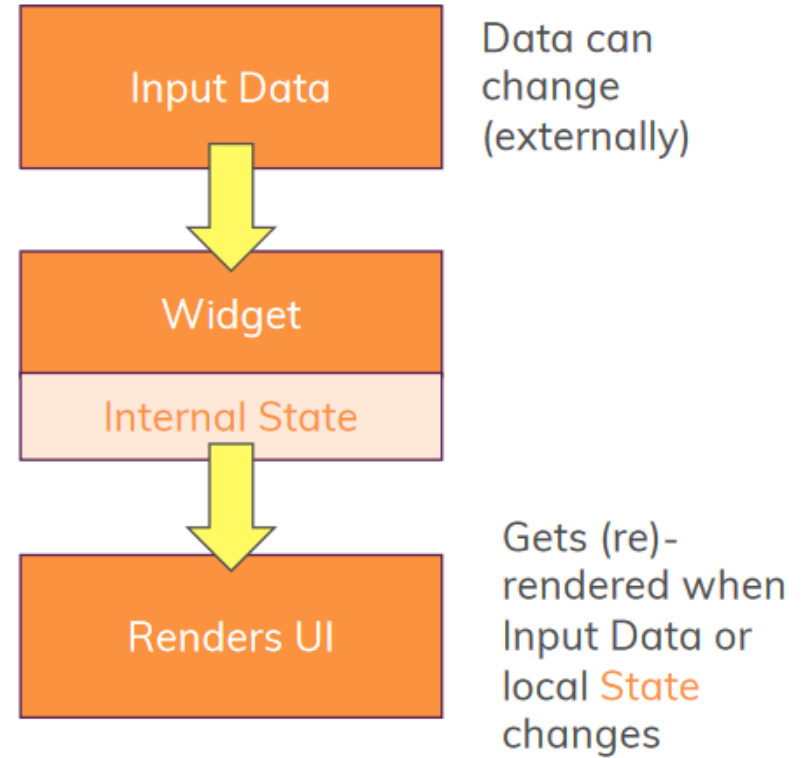 Input Data
Data can
change
(externally)
Widget
Internal State
Renders UI
Gets (re)-
rendered when
Input Data or
local State
changes